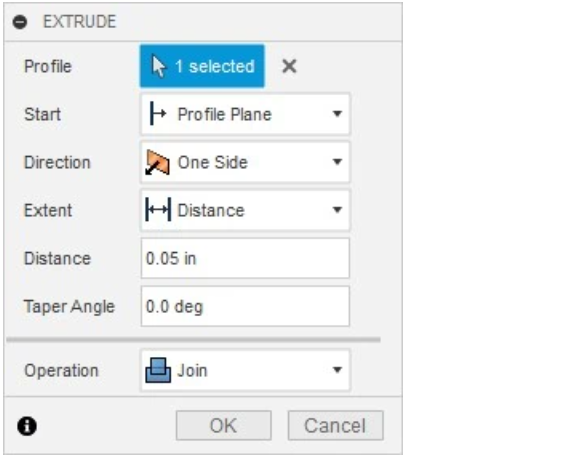 EXTRUDE
Profile 1 selected
Start Profile Plane
Direction One Side
Extent Distance
Distance 0.05 in
Taper Angle 0.0 deg
Operation Join
OK Cancel